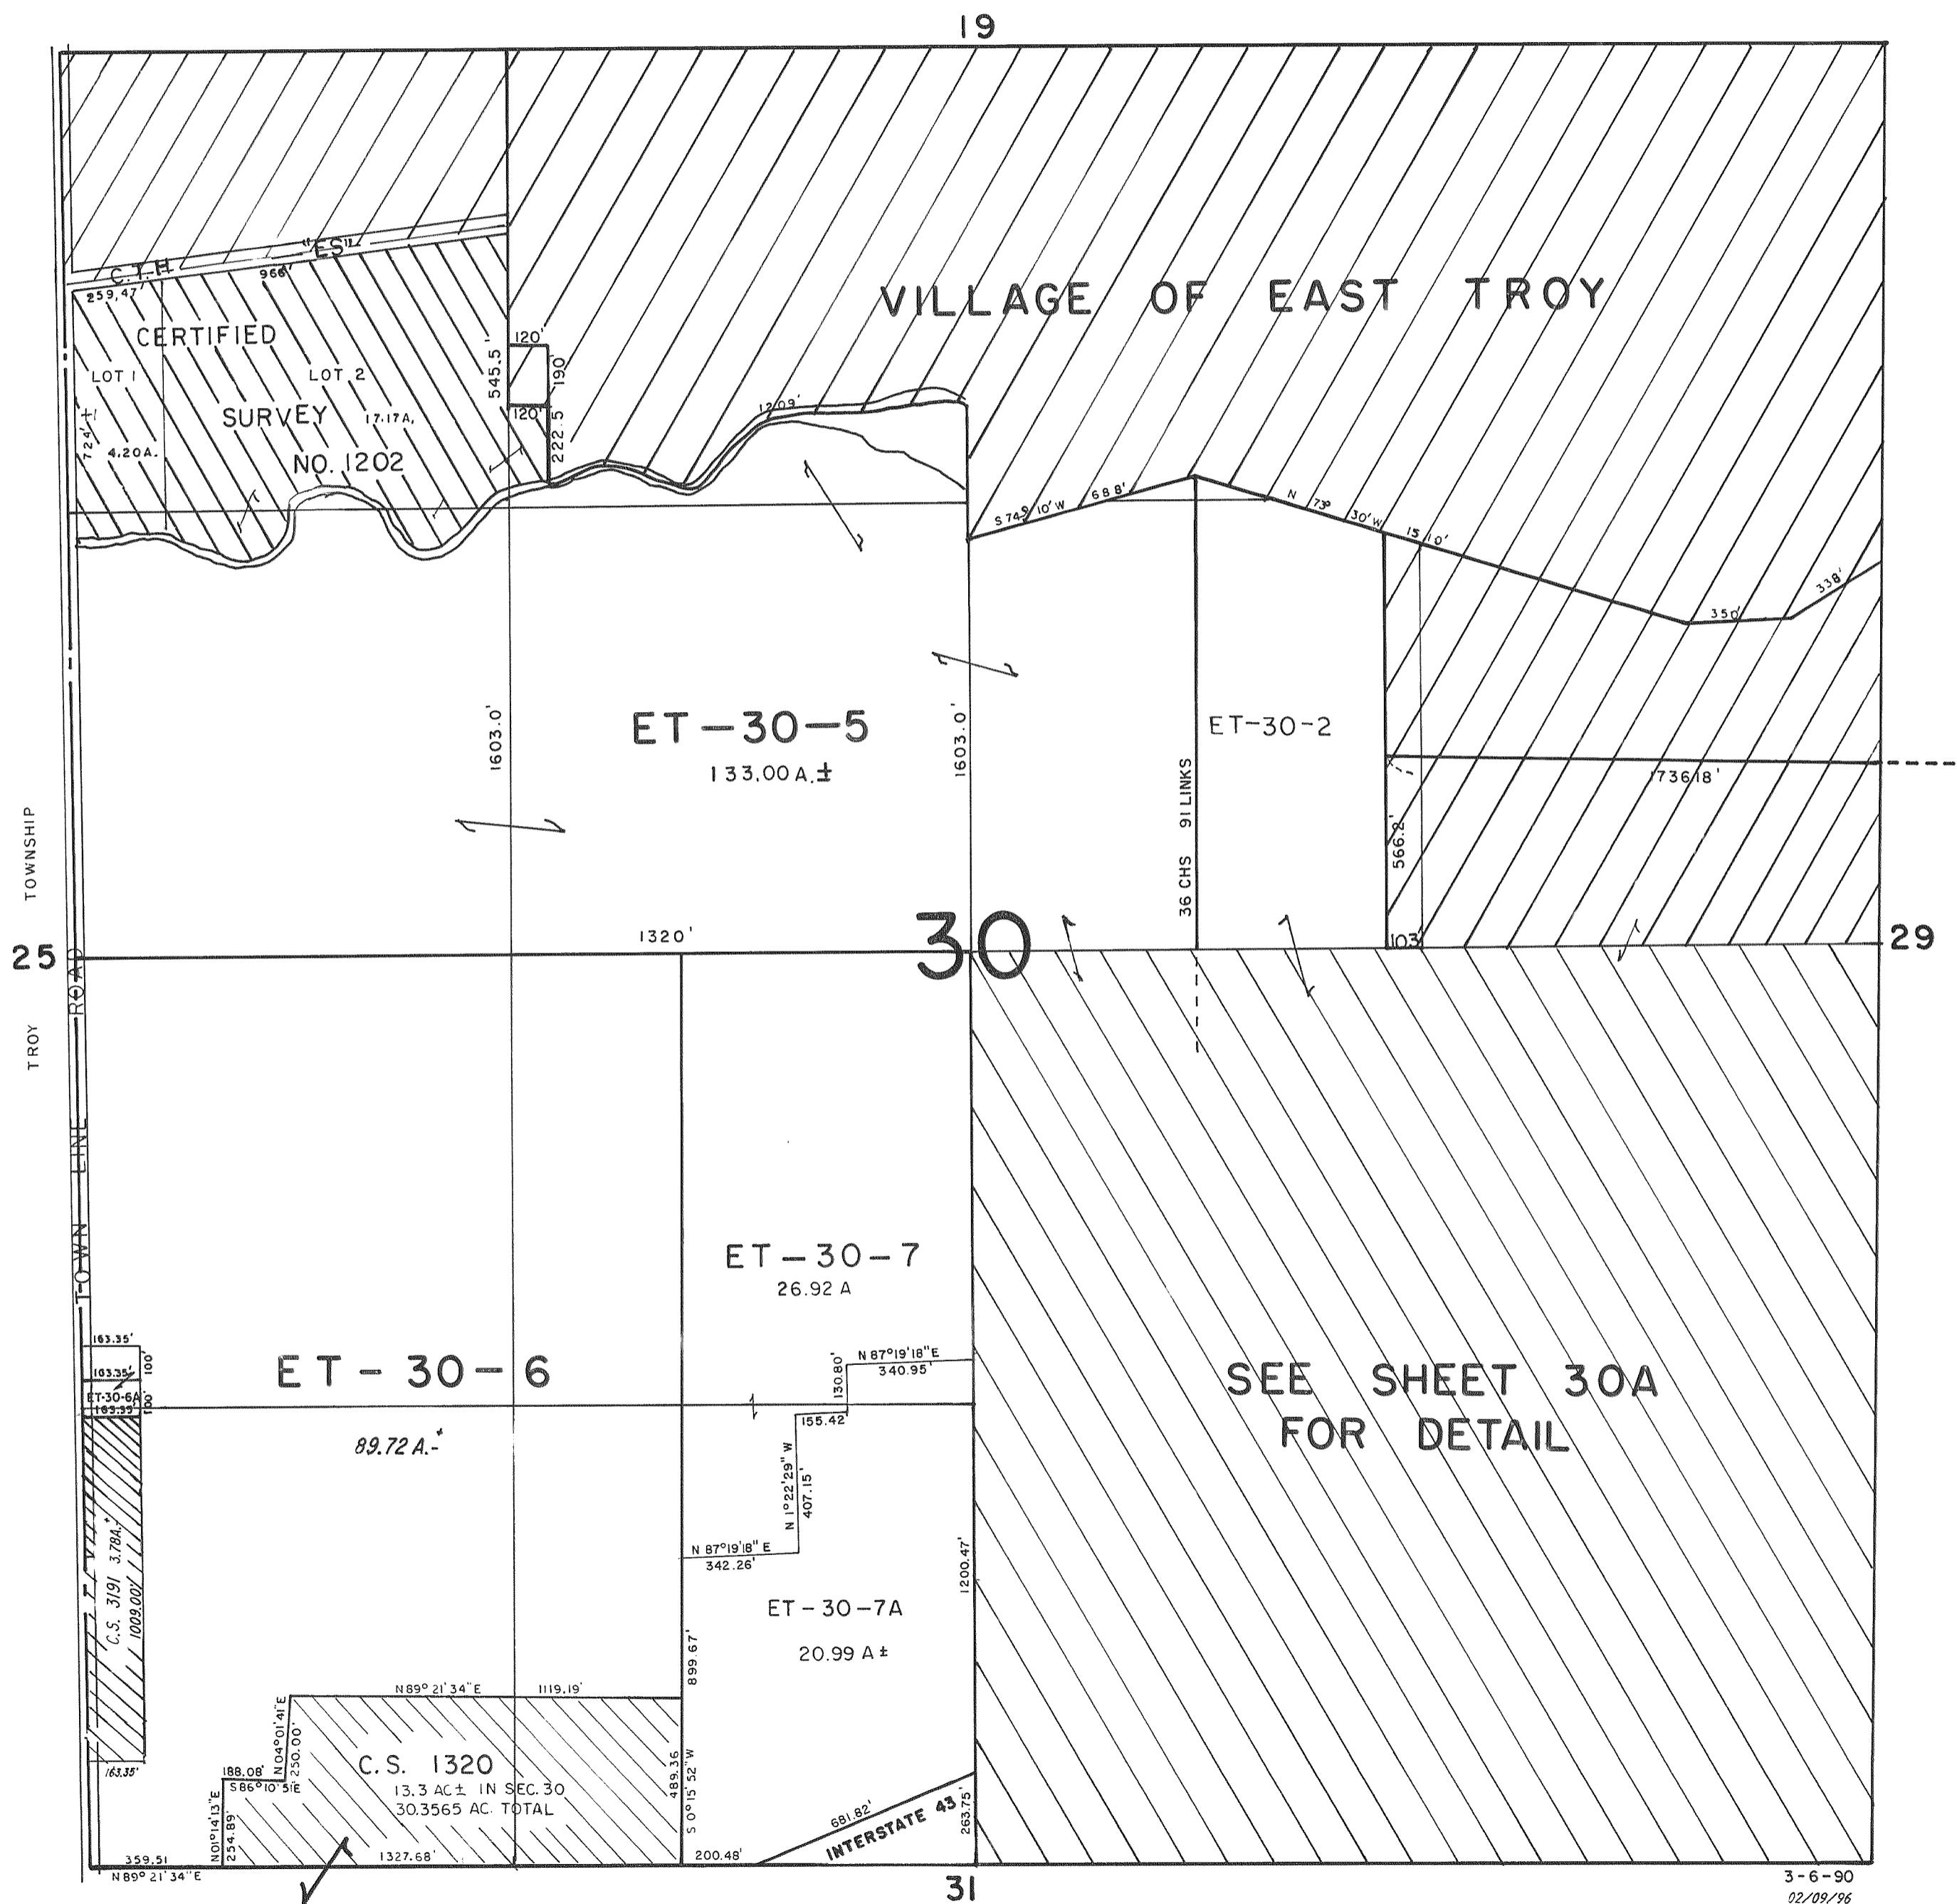 19
C.T.H. "ES"
259.47'
966'
CERTIFIED
LOT 1
LOT 2
SURVEY
17.17A.
724' ±
4.20A.
NO. 1202
545.5'
120'
190'
120'
222.5'
1209'
VILLAGE OF EAST TROY
S 74° 10' W 688'
N 73° 30' W 1510'
350'
338'
1603.0'
ET-30-5
133.00 A.±
1603.0'
ET-30-2
36 CHS 91 LINKS
566.2'
103'
TROY TOWNSHIP
25
TOWN LINE ROAD
1320'
30
29
ET-30-7
26.92 A
163.35'
100'
163.35'
ET-30-6A
100'
163.35'
ET-30-6
89.72 A.±
N 87°19'18" E
340.95'
130.80'
155.42'
N 1°22'29" W
407.15'
N 87°19'18" E
342.26'
1200.47'
SEE SHEET 30A
FOR DETAIL
C.S. 3191 3.78A.±
1009.00'
163.35'
ET-30-7A
20.99 A±
899.67'
N89°21'34"E 1119.19'
N04°01'41"E
250.00'
C.S. 1320
13.3 AC± IN SEC.30
30.3565 AC. TOTAL
188.08'
S86°10'51"E
N01°14'13"E
254.89'
489.36
S 0°15'52"W
681.82'
INTERSTATE 43
263.75'
359.51
N89°21'34"E
1327.68'
200.48'
31
3-6-90
02/09/96